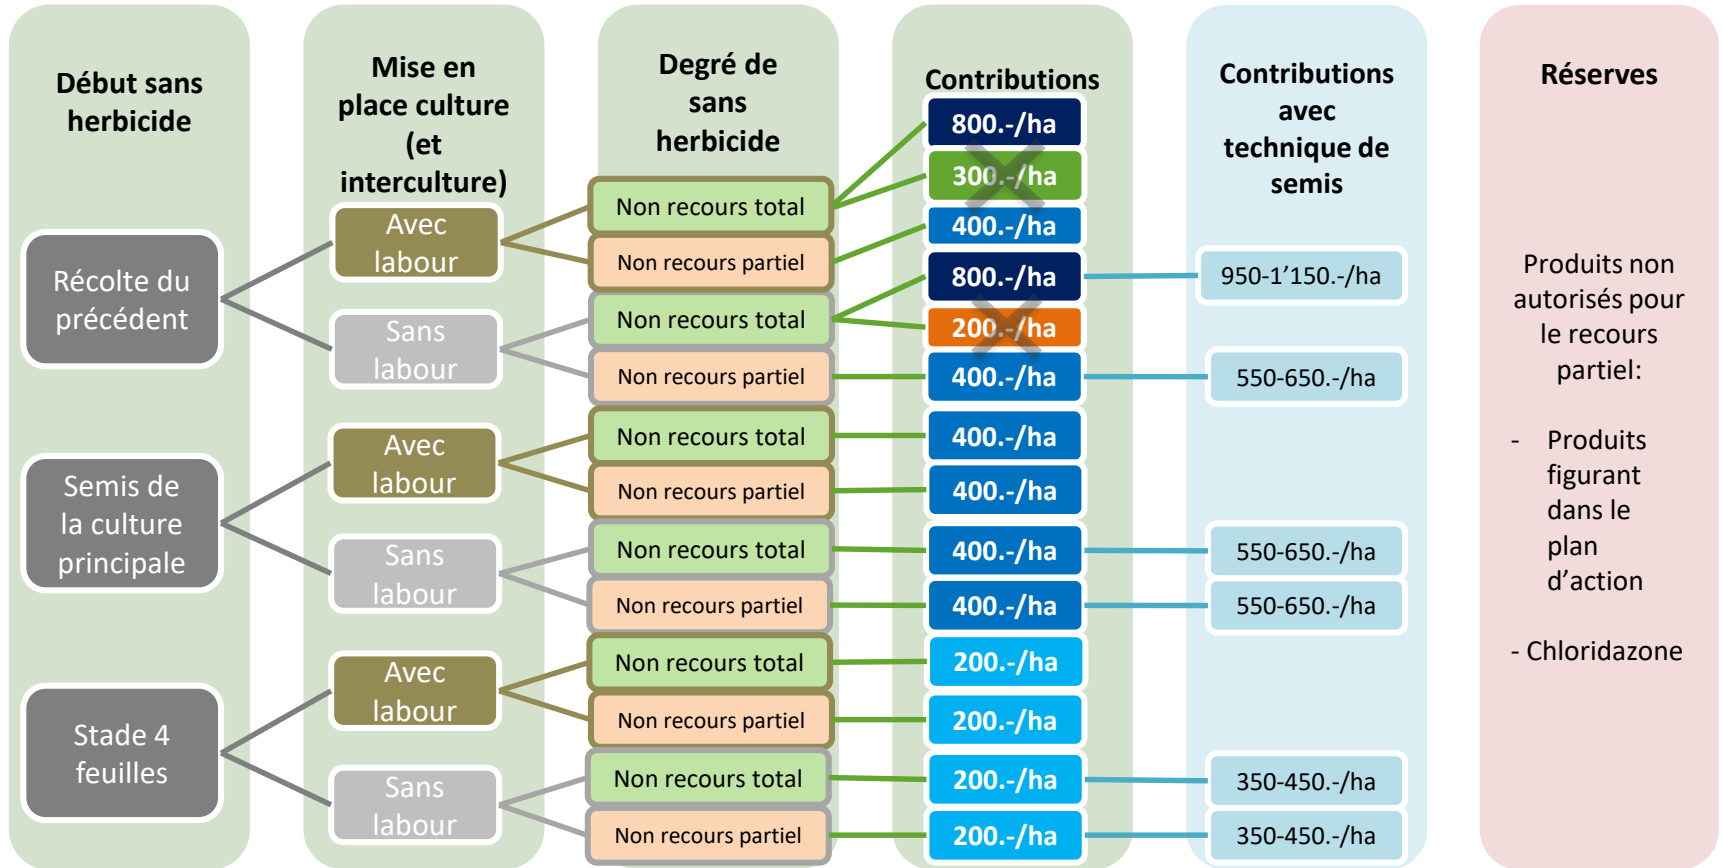 Début sans
herbicide
Récolte du
précédent
Semis de
la culture
principale
Stade 4
feuilles
Mise en
place culture
(et
interculture)
Avec
labour
Sans
labour
Avec
labour
Sans
labour
Avec
labour
Sans
labour
Degré de
sans
herbicide
Non recours total
Non recours partiel
Non recours total
Non recours partiel
Non recours total
Non recours partiel
Non recours total
Non recours partiel
Non recours total
Non recours partiel
Non recours total
Non recours partiel
Contributions
800.-/ha
300.-/ha
400.-/ha
800.-/ha
200.-/ha
400.-/ha
400.-/ha
400.-/ha
400.-/ha
400.-/ha
200.-/ha
200.-/ha
200.-/ha
200.-/ha
Contributions
avec
technique de
semis
950-1’150.-/ha
550-650.-/ha
550-650.-/ha
550-650.-/ha
350-450.-/ha
350-450.-/ha
Réserves
Produits non
autorisés pour
le recours
partiel:
- Produits
figurant
dans le
plan
d’action
- Chloridazone